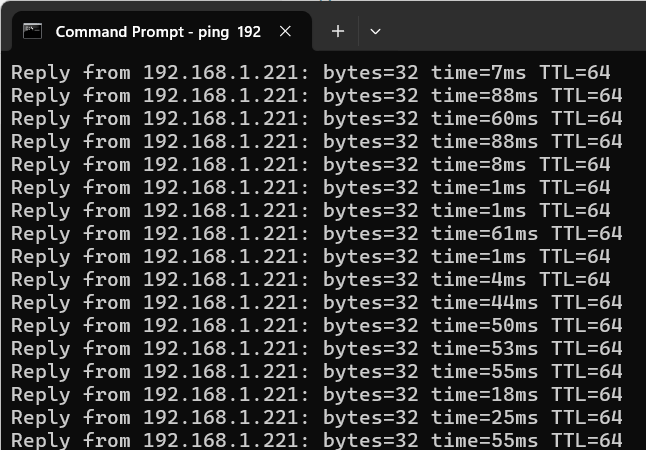 Command Prompt - ping  192
Reply from 192.168.1.221: bytes=32 time=7ms TTL=64
Reply from 192.168.1.221: bytes=32 time=88ms TTL=64
Reply from 192.168.1.221: bytes=32 time=60ms TTL=64
Reply from 192.168.1.221: bytes=32 time=88ms TTL=64
Reply from 192.168.1.221: bytes=32 time=8ms TTL=64
Reply from 192.168.1.221: bytes=32 time=1ms TTL=64
Reply from 192.168.1.221: bytes=32 time=1ms TTL=64
Reply from 192.168.1.221: bytes=32 time=61ms TTL=64
Reply from 192.168.1.221: bytes=32 time=1ms TTL=64
Reply from 192.168.1.221: bytes=32 time=4ms TTL=64
Reply from 192.168.1.221: bytes=32 time=44ms TTL=64
Reply from 192.168.1.221: bytes=32 time=50ms TTL=64
Reply from 192.168.1.221: bytes=32 time=53ms TTL=64
Reply from 192.168.1.221: bytes=32 time=55ms TTL=64
Reply from 192.168.1.221: bytes=32 time=18ms TTL=64
Reply from 192.168.1.221: bytes=32 time=25ms TTL=64
Reply from 192.168.1.221: bytes=32 time=55ms TTL=64